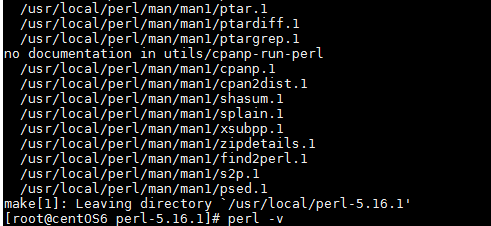 /usr/local/perl/man/man1/ptar.1
/usr/local/perl/man/man1/ptardiff.1
/usr/local/perl/man/man1/ptargrep.1
no documentation in utils/cpanp-run-perl
/usr/local/perl/man/man1/cpanp.1
/usr/local/perl/man/man1/cpan2dist.1
/usr/local/perl/man/man1/shasum.1
/usr/local/perl/man/man1/splain.1
/usr/local/perl/man/man1/xsubpp.1
/usr/local/perl/man/man1/zipdetails.1
/usr/local/perl/man/man1/find2perl.1
/usr/local/perl/man/man1/s2p.1
/usr/local/perl/man/man1/psed.1
make[1]: Leaving directory `/usr/local/perl-5.16.1'
[root@centOS6 perl-5.16.1]# perl -v